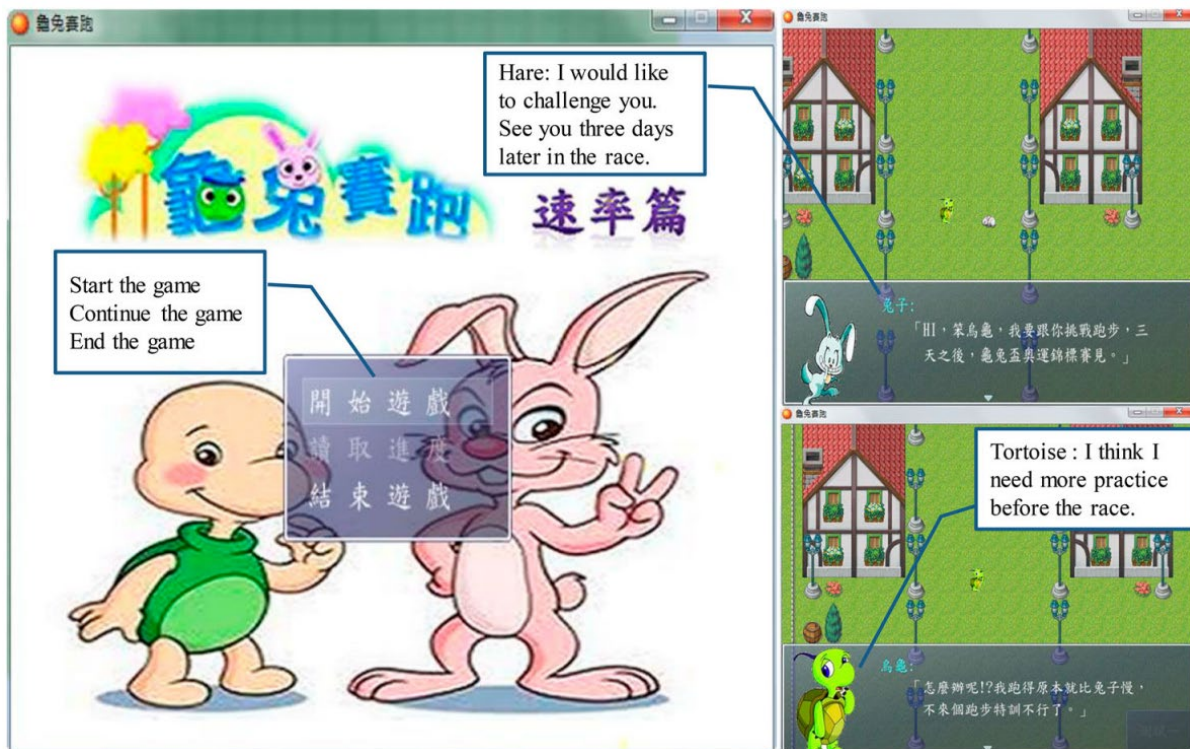 龜兔賽跑
龜兔賽跑
速率篇
Start the game
Continue the game
End the game
開始遊戲
讀取進度
結束遊戲
Hare: I would like
to challenge you.
See you three days
later in the race.
龜兔賽跑
兔子:
「HI，笨烏龜，我要跟你挑戰跑步，三
天之後，龜兔盃奧運錦標賽見。」
龜兔賽跑
Tortoise : I think I
need more practice
before the race.
烏龜:
「怎麼辦呢!?我跑得原本就比兔子慢，
不來個跑步特訓不行了。」